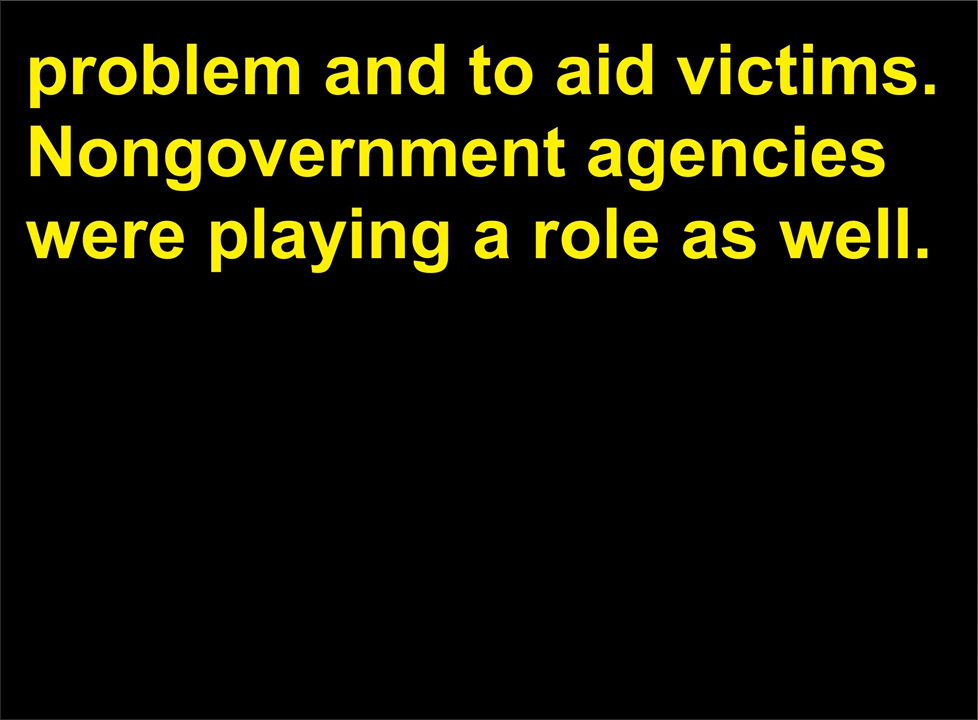 problem and to aid victims.
Nongovernment agencies
were playing a role as well.